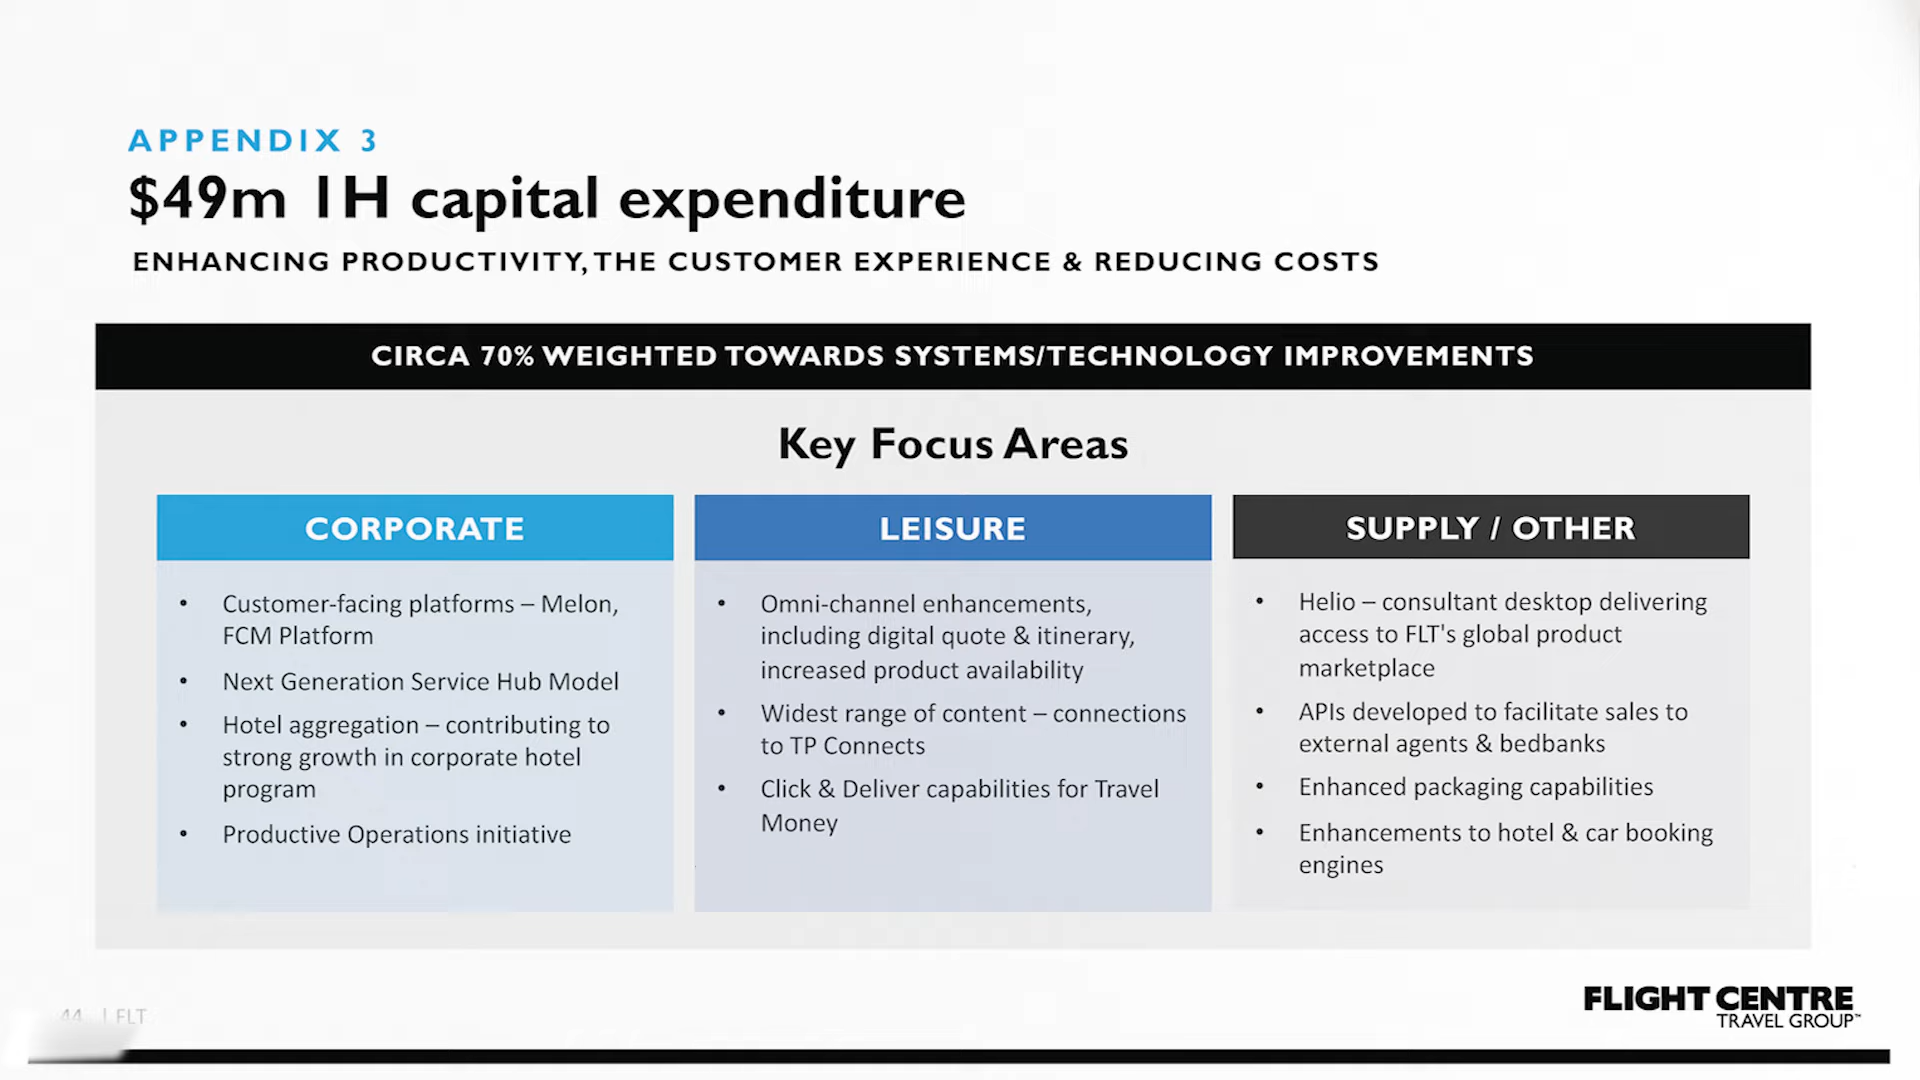 APPENDIX 3
$49m 1H capital expenditure
ENHANCING PRODUCTIVITY, THE CUSTOMER EXPERIENCE & REDUCING COSTS
CIRCA 70% WEIGHTED TOWARDS SYSTEMS/TECHNOLOGY IMPROVEMENTS
Key Focus Areas
CORPORATE
• Customer-facing platforms – Melon,
FCM Platform
• Next Generation Service Hub Model
• Hotel aggregation – contributing to
strong growth in corporate hotel
program
• Productive Operations initiative
LEISURE
• Omni-channel enhancements,
including digital quote & itinerary,
increased product availability
• Widest range of content – connections
to TP Connects
• Click & Deliver capabilities for Travel
Money
SUPPLY / OTHER
• Helio – consultant desktop delivering
access to FLT's global product
marketplace
• APIs developed to facilitate sales to
external agents & bedbanks
• Enhanced packaging capabilities
• Enhancements to hotel & car booking
engines
44 | FLT
FLIGHT CENTRE
TRAVEL GROUP™